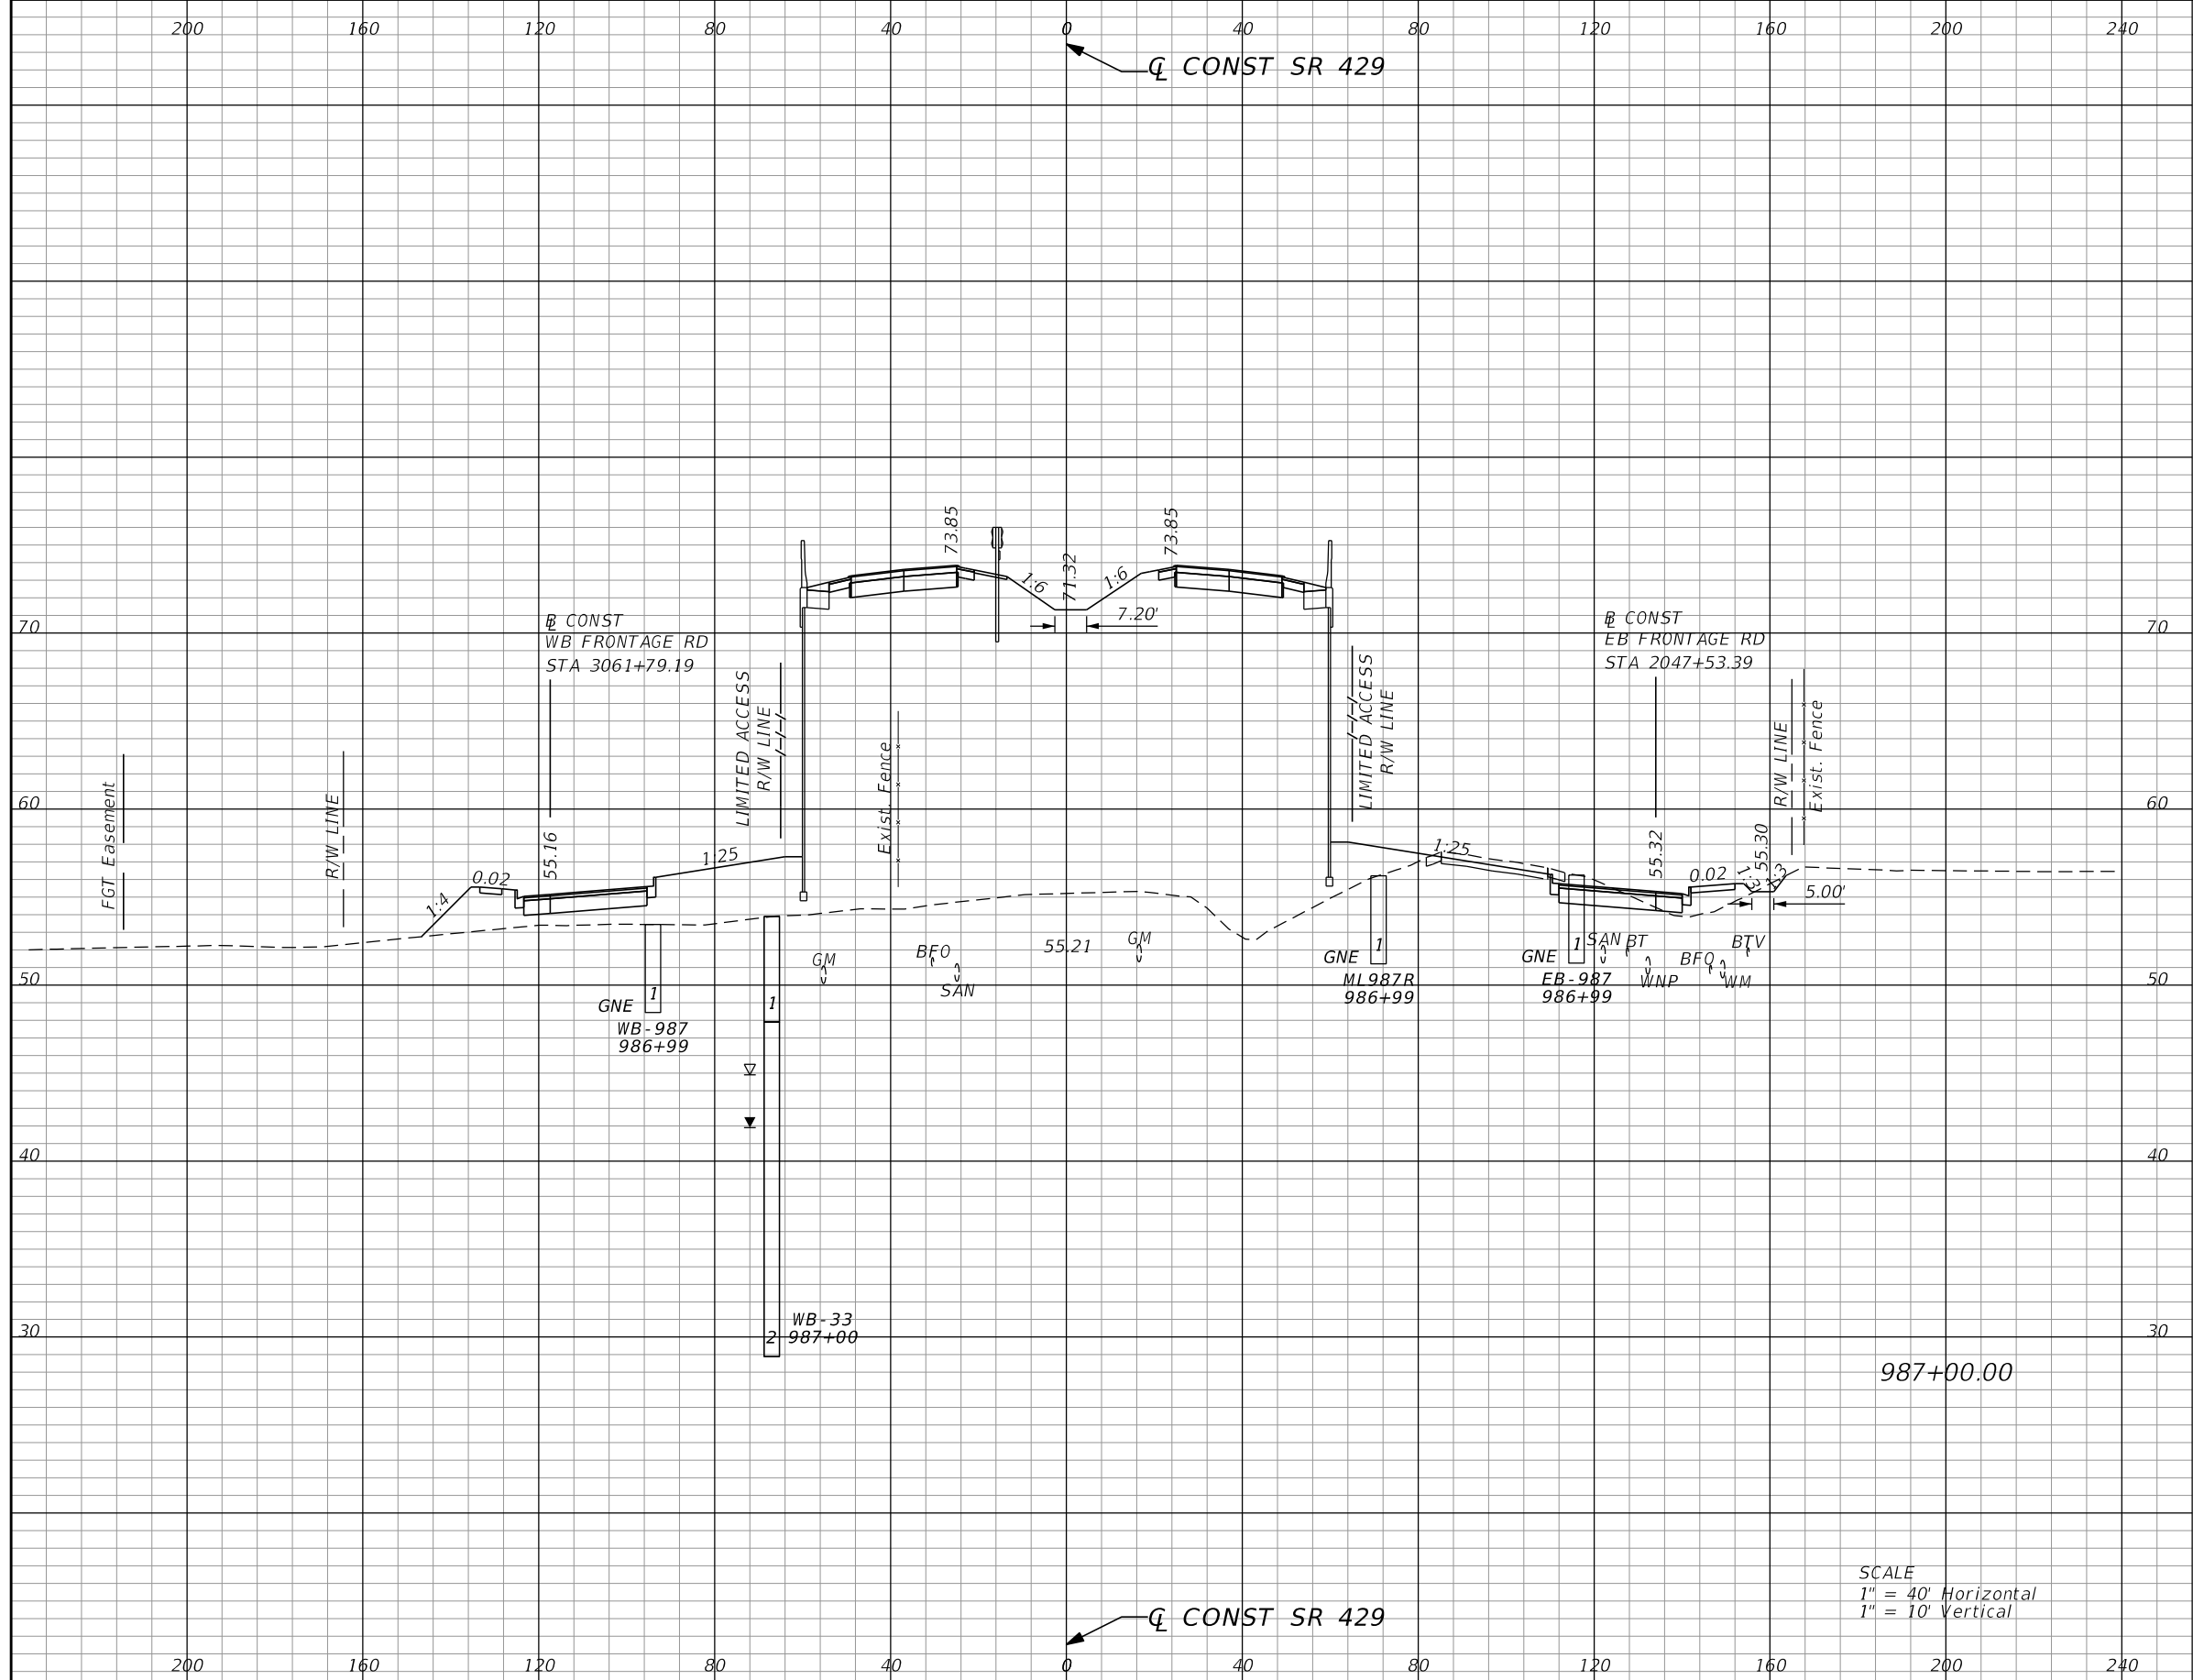 200 160 120 80 40 0 40 80 120 160 200 240
℄ CONST SR 429
73.85
73.85
71.32
1:6
1:6
7.20'
70
70
℄ CONST
WB FRONTAGE RD
STA 3061+79.19
LIMITED ACCESS
R/W LINE
LIMITED ACCESS
R/W LINE
B CONST
EB FRONTAGE RD
STA 2047+53.39
R/W LINE
Exist. Fence
Exist. Fence
60
60
FGT Easement
R/W LINE
55.16
1:25
0.02
1:4
1:25
55.32
55.30
0.02
1:3
1:3
5.00'
55.21
GM
BFO
SAN
GM
GNE
1
ML987R
986+99
GNE
1
EB-987
986+99
SAN
BT
WNP
BFO
WM
BTV
50
50
GNE
1
WB-987
986+99
1
40
40
30
30
2
WB-33
987+00
987+00.00
SCALE
1" = 40' Horizontal
1" = 10' Vertical
℄ CONST SR 429
200 160 120 80 40 0 40 80 120 160 200 240